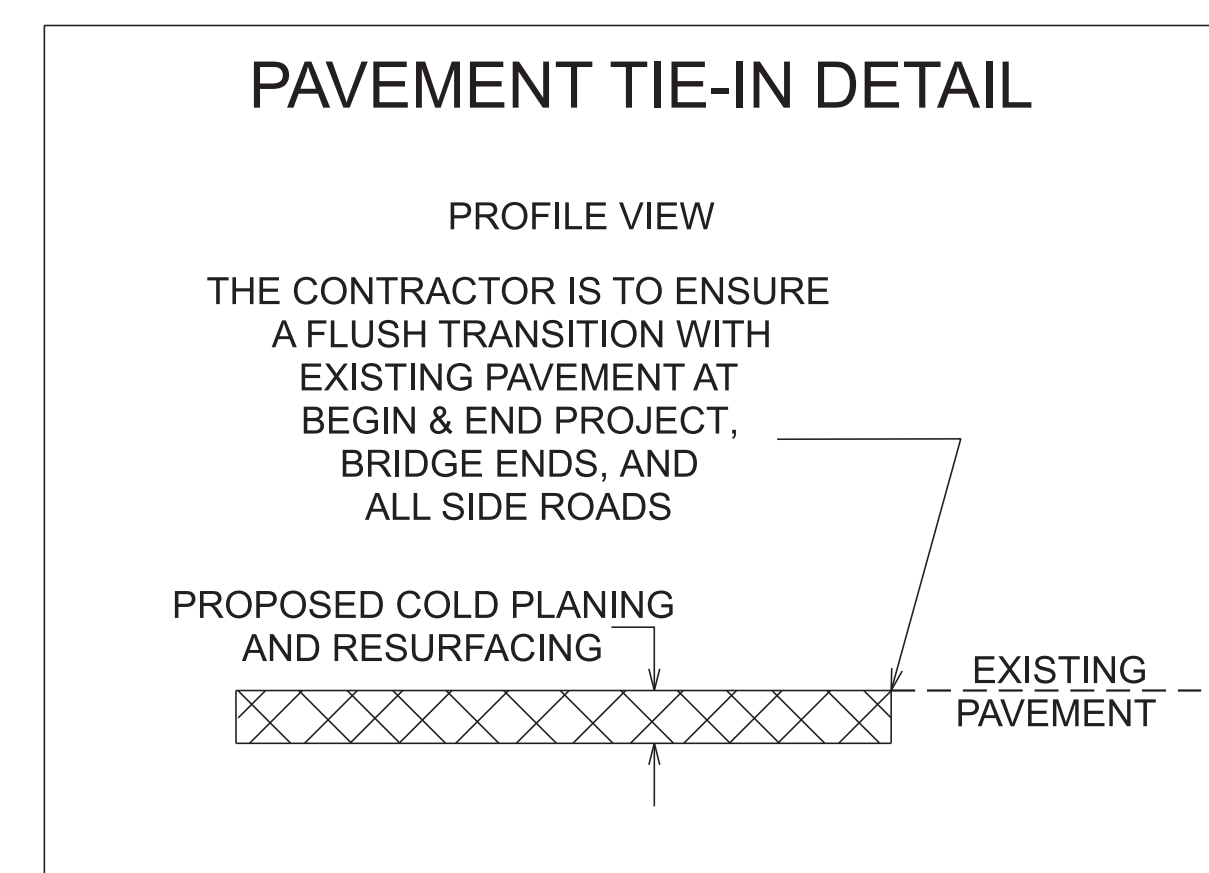 PAVEMENT TIE-IN DETAIL
PROFILE VIEW
THE CONTRACTOR IS TO ENSURE
A FLUSH TRANSITION WITH
EXISTING PAVEMENT AT
BEGIN & END PROJECT,
BRIDGE ENDS, AND
ALL SIDE ROADS
PROPOSED COLD PLANING
AND RESURFACING
EXISTING
PAVEMENT